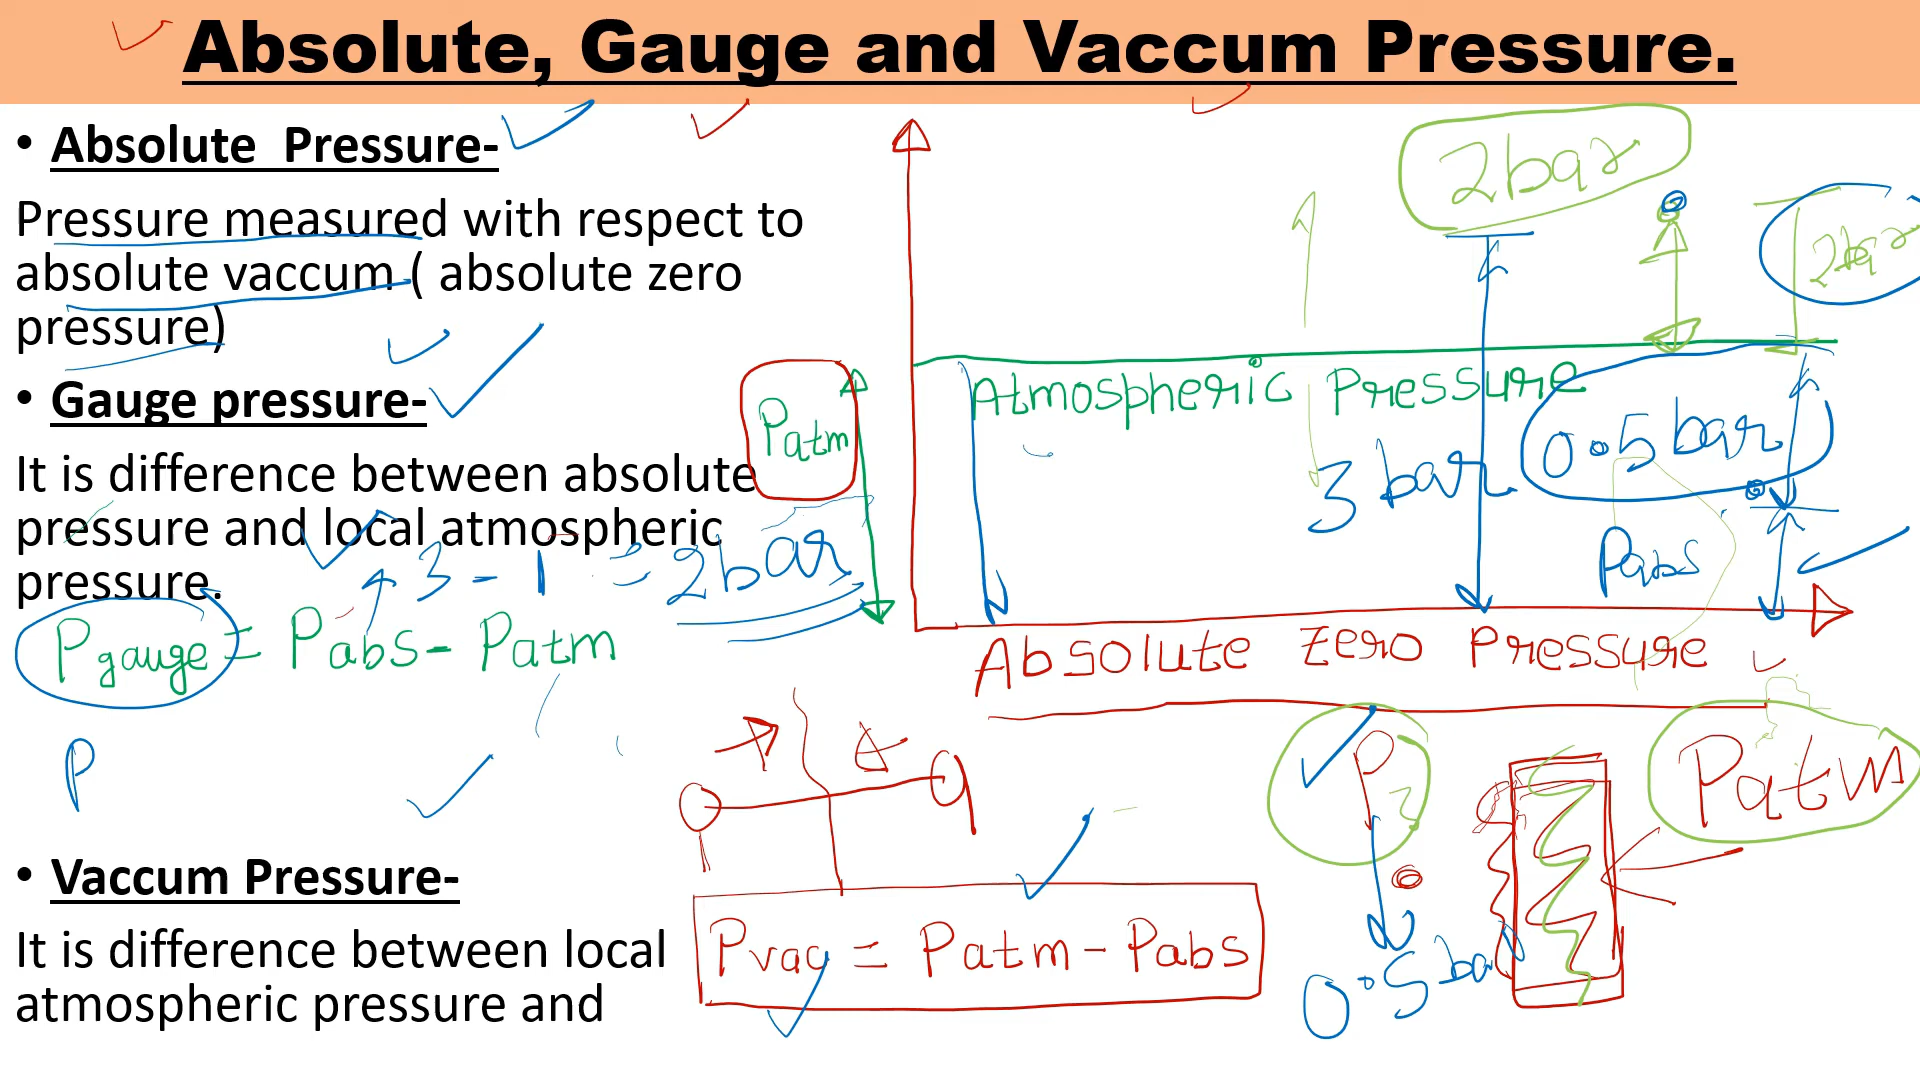 Absolute, Gauge and Vaccum Pressure.
• Absolute Pressure-
Pressure measured with respect to
absolute vaccum ( absolute zero
pressure)
• Gauge pressure-
It is difference between absolute
pressure and local atmospheric
pressure.
3 - 1 = 2bar
Pgauge = Pabs - Patm
P
• Vaccum Pressure-
It is difference between local
atmospheric pressure and
2bar
2bar
Patm
Atmospheric Pressure
3 bar
0.5 bar
Pabs
Absolute Zero Pressure
P
3
Patm
Pvac = Patm - Pabs
0.5 bar